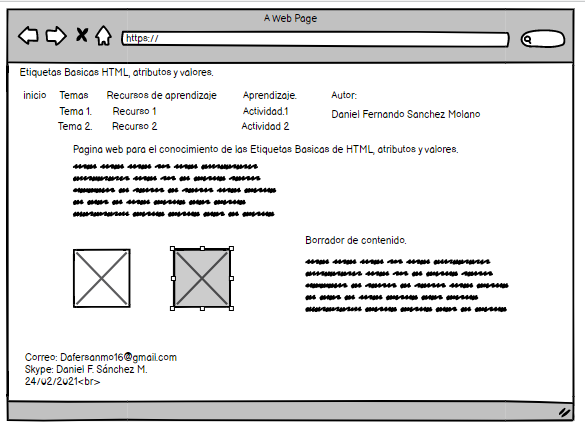 A Web Page
https://
Etiquetas Basicas HTML, atributos y valores.
inicio Temas Recursos de aprendizaje Aprendizaje. Autor:
Tema 1. Recurso 1 Actividad.1 Daniel Fernando Sanchez Molano
Tema 2. Recurso 2 Actividad 2
Pagina web para el conocimiento de las Etiquetas Basicas de HTML, atributos y valores.
Borrador de contenido.
Correo: Dafersanmo16@gmail.com
Skype: Daniel F. Sánchez M.
24/02/2021<br>